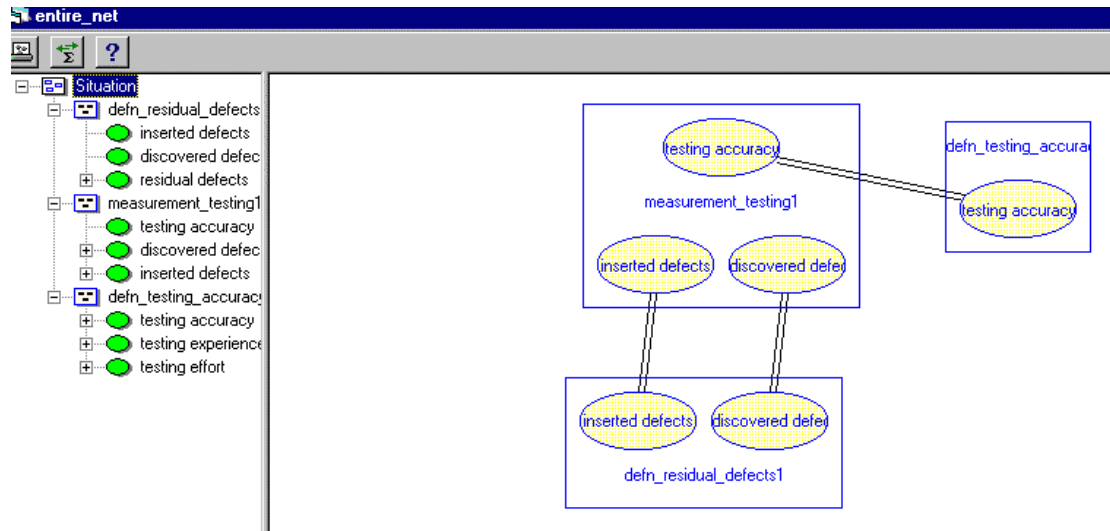 entire_net
Σ ?
Situation
defn_residual_defects
inserted defects
discovered defec
residual defects
measurement_testing1
testing accuracy
discovered defec
inserted defects
defn_testing_accuracy
testing accuracy
testing experience
testing effort
testing accuracy
measurement_testing1
inserted defects
discovered defec
defn_testing_accura
testing accuracy
inserted defects
discovered defec
defn_residual_defects1